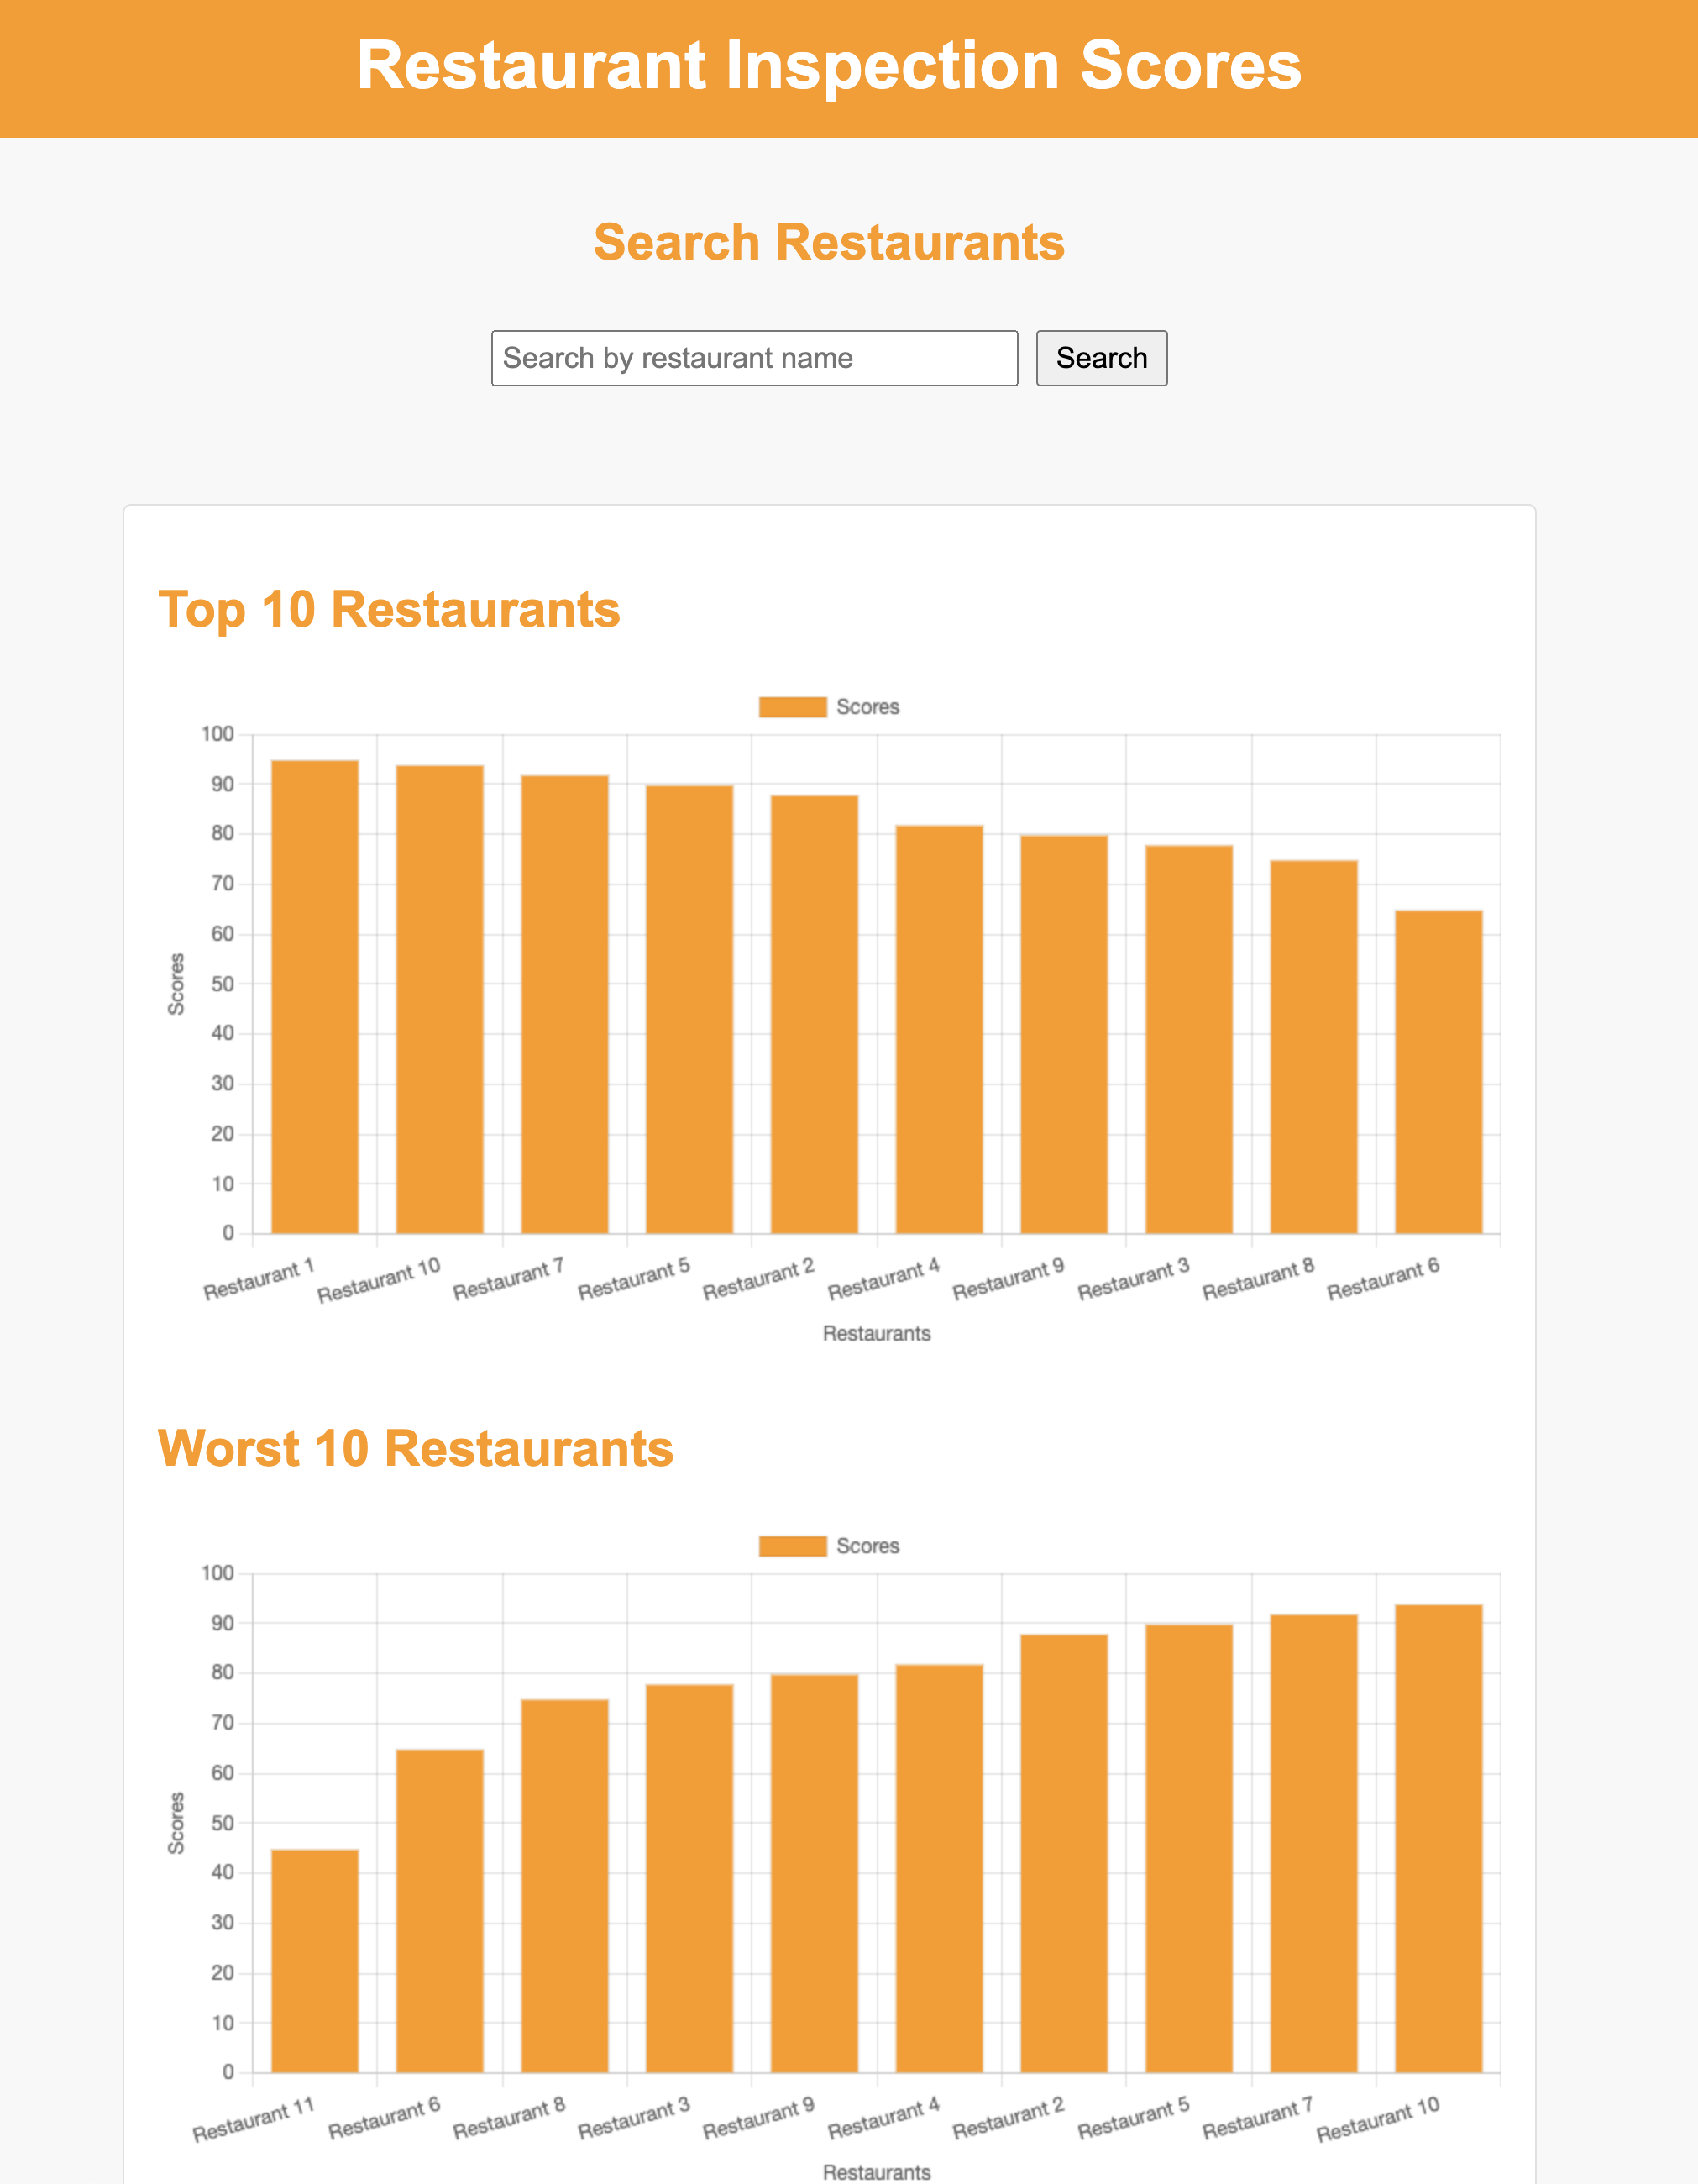 Restaurant Inspection Scores
Search Restaurants
Search by restaurant name
Search
Top 10 Restaurants
Scores
100
90
80
70
60
50
40
30
20
10
0
Scores
Restaurant 1
Restaurant 10
Restaurant 7
Restaurant 5
Restaurant 2
Restaurant 4
Restaurant 9
Restaurant 3
Restaurant 8
Restaurant 6
Restaurants
Worst 10 Restaurants
Scores
100
90
80
70
60
50
40
30
20
10
0
Scores
Restaurant 11
Restaurant 6
Restaurant 8
Restaurant 3
Restaurant 9
Restaurant 4
Restaurant 2
Restaurant 5
Restaurant 7
Restaurant 10
Restaurants